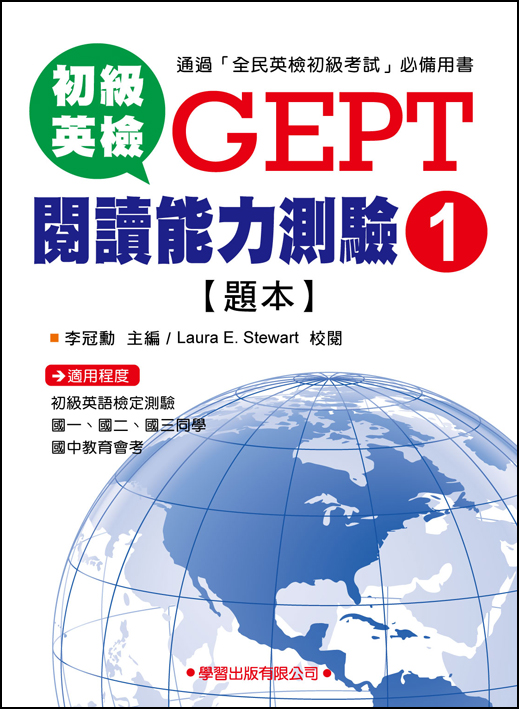 通過「全民英檢初級考試」必備用書
初級
英檢
GEPT
閱讀能力測驗 1
【題本】
李冠勳 主編 / Laura E. Stewart 校閱
➔適用程度
初級英語檢定測驗
國一、國二、國三同學
國中教育會考
● 學習出版有限公司 ●